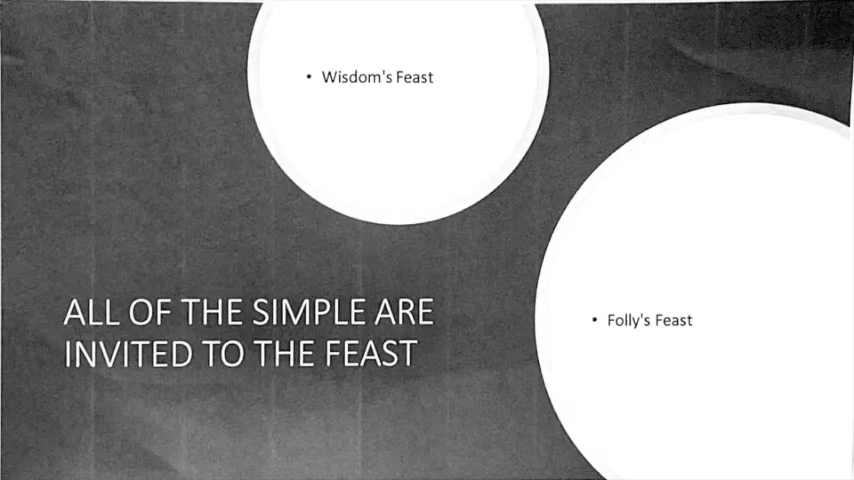 • Wisdom's Feast
ALL OF THE SIMPLE ARE
INVITED TO THE FEAST
• Folly's Feast